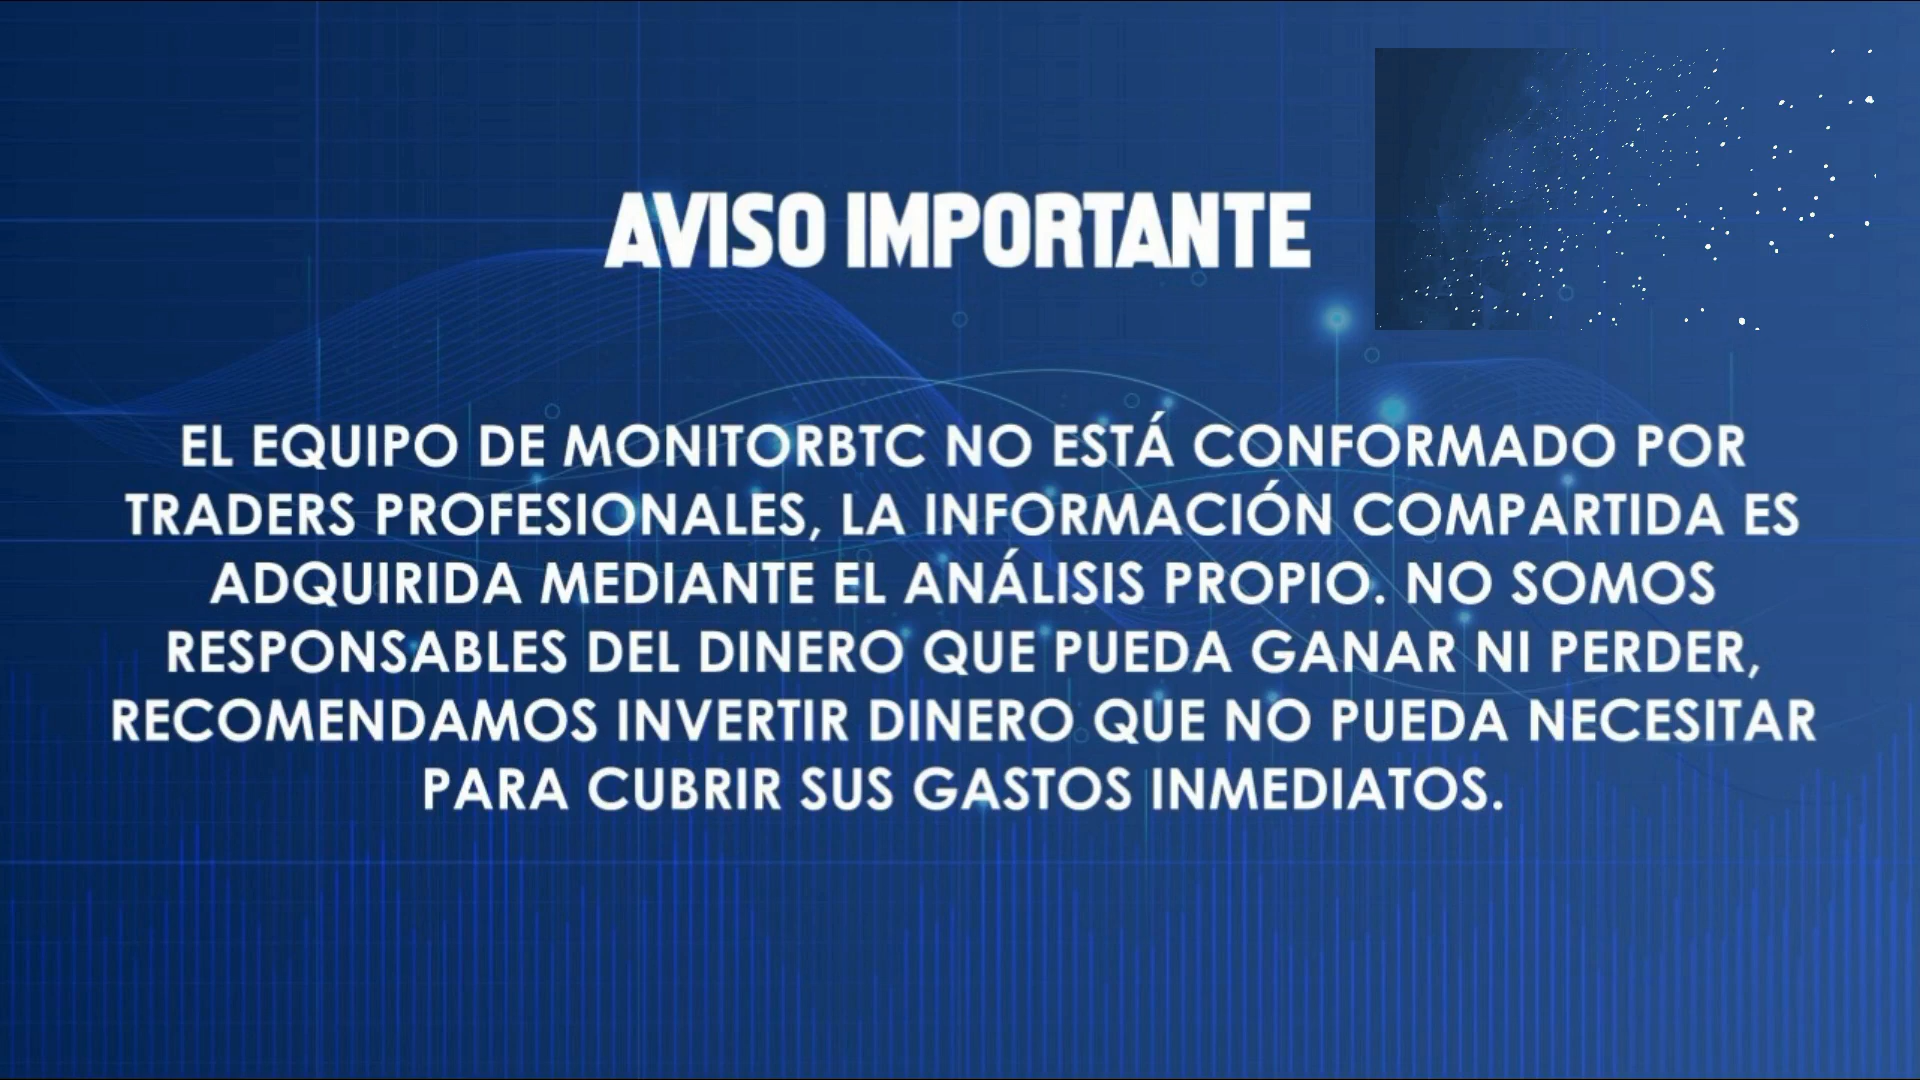 AVISO IMPORTANTE
EL EQUIPO DE MONITORBTC NO ESTÁ CONFORMADO POR
TRADERS PROFESIONALES, LA INFORMACIÓN COMPARTIDA ES
ADQUIRIDA MEDIANTE EL ANÁLISIS PROPIO. NO SOMOS
RESPONSABLES DEL DINERO QUE PUEDA GANAR NI PERDER,
RECOMENDAMOS INVERTIR DINERO QUE NO PUEDA NECESITAR
PARA CUBRIR SUS GASTOS INMEDIATOS.